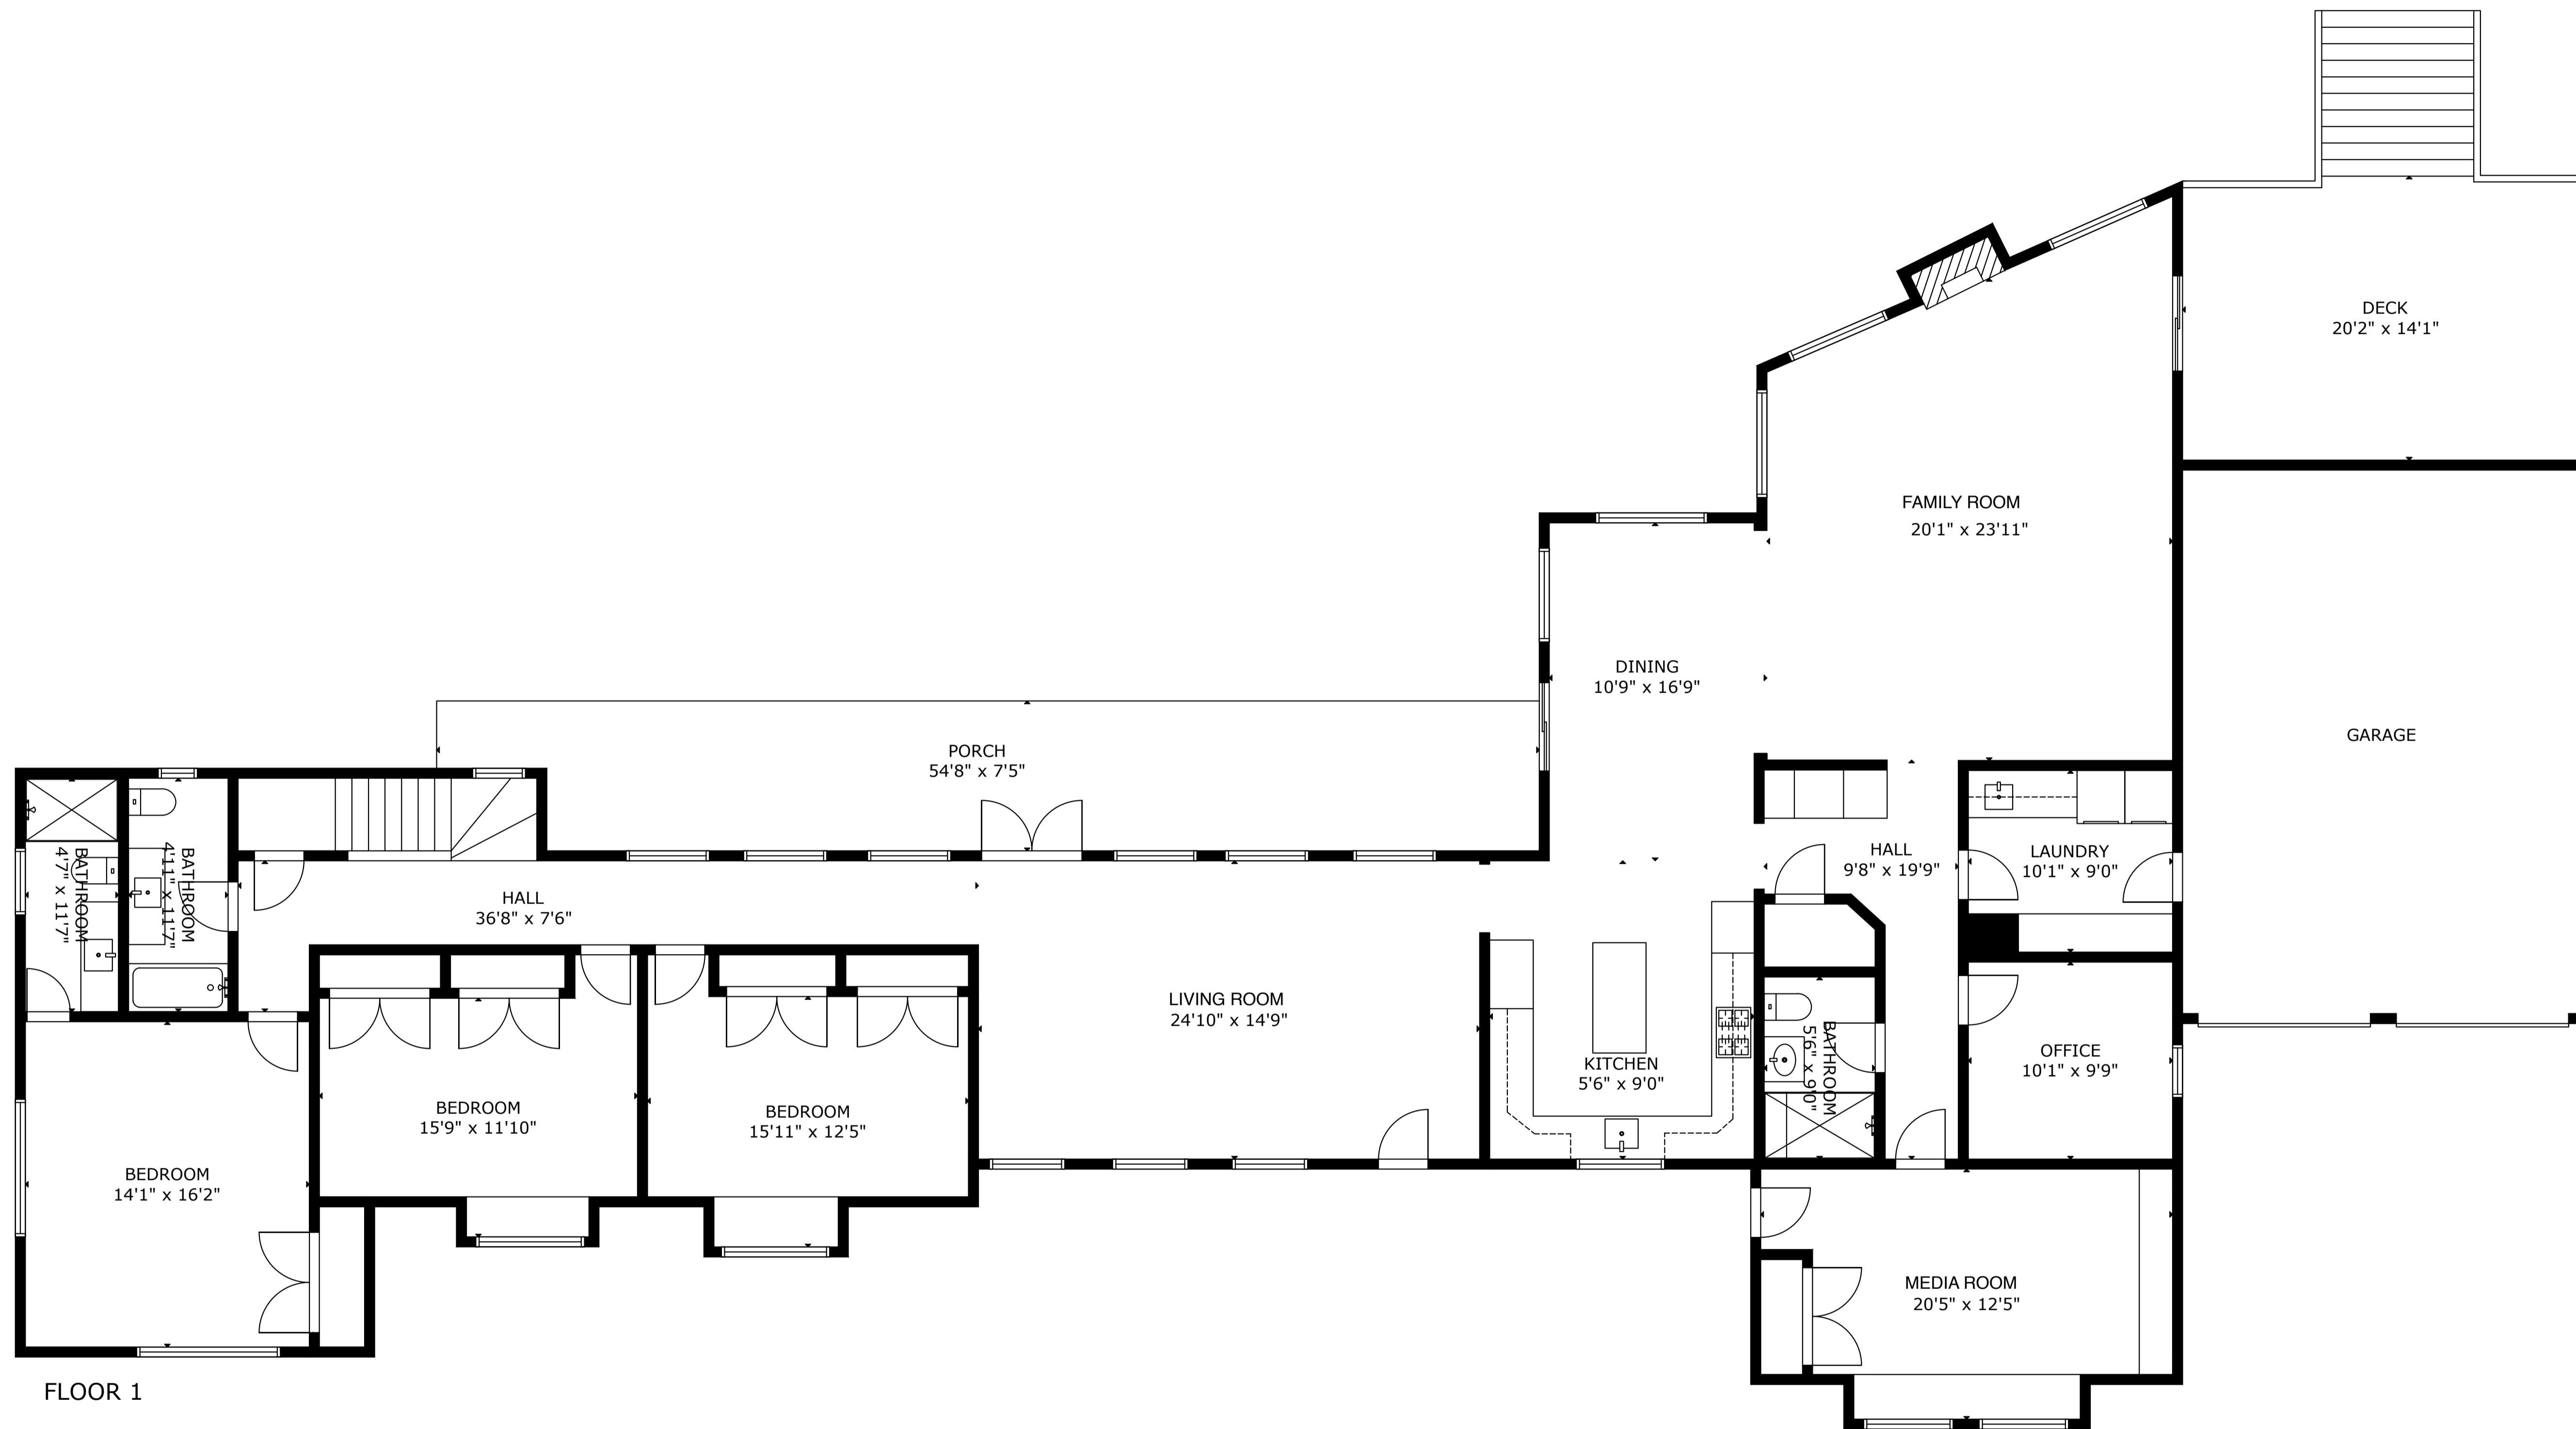 DECK
20'2" x 14'1"
FAMILY ROOM
20'1" x 23'11"
DINING
10'9" x 16'9"
GARAGE
PORCH
54'8" x 7'5"
HALL
9'8" x 19'9"
LAUNDRY
10'1" x 9'0"
BATHROOM
4'7" x 11'7"
BATHROOM
4'11" x 11'7"
HALL
36'8" x 7'6"
LIVING ROOM
24'10" x 14'9"
KITCHEN
5'6" x 9'0"
BATHROOM
5'6" x 9'0"
OFFICE
10'1" x 9'9"
BEDROOM
14'1" x 16'2"
BEDROOM
15'9" x 11'10"
BEDROOM
15'11" x 12'5"
MEDIA ROOM
20'5" x 12'5"
FLOOR 1